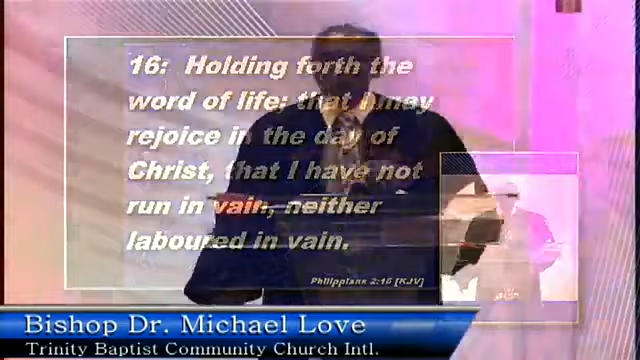 16: Holding forth the
word of life; that I may
rejoice in the day of
Christ, that I have not
run in vain, neither
laboured in vain.
Philippians 2:16 [KJV]
Bishop Dr. Michael Love
Trinity Baptist Community Church Intl.